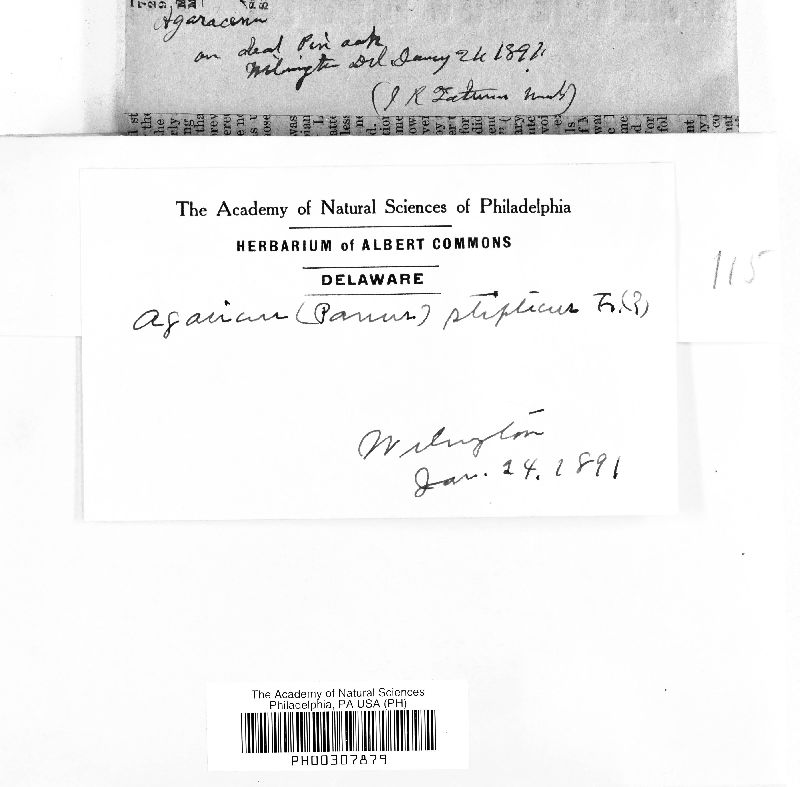 Agaracenu
on dead Pin oak
Wilmington Del Jany 24 1891
The Academy of Natural Sciences of Philadelphia
HERBARIUM of ALBERT COMMONS
DELAWARE
Agaricus (Panus) stipticus Fr.(?)
115
Wilmington
Jan. 24. 1891
The Academy of Natural Sciences
Philadelphia, PA USA (PH)
PH00307879